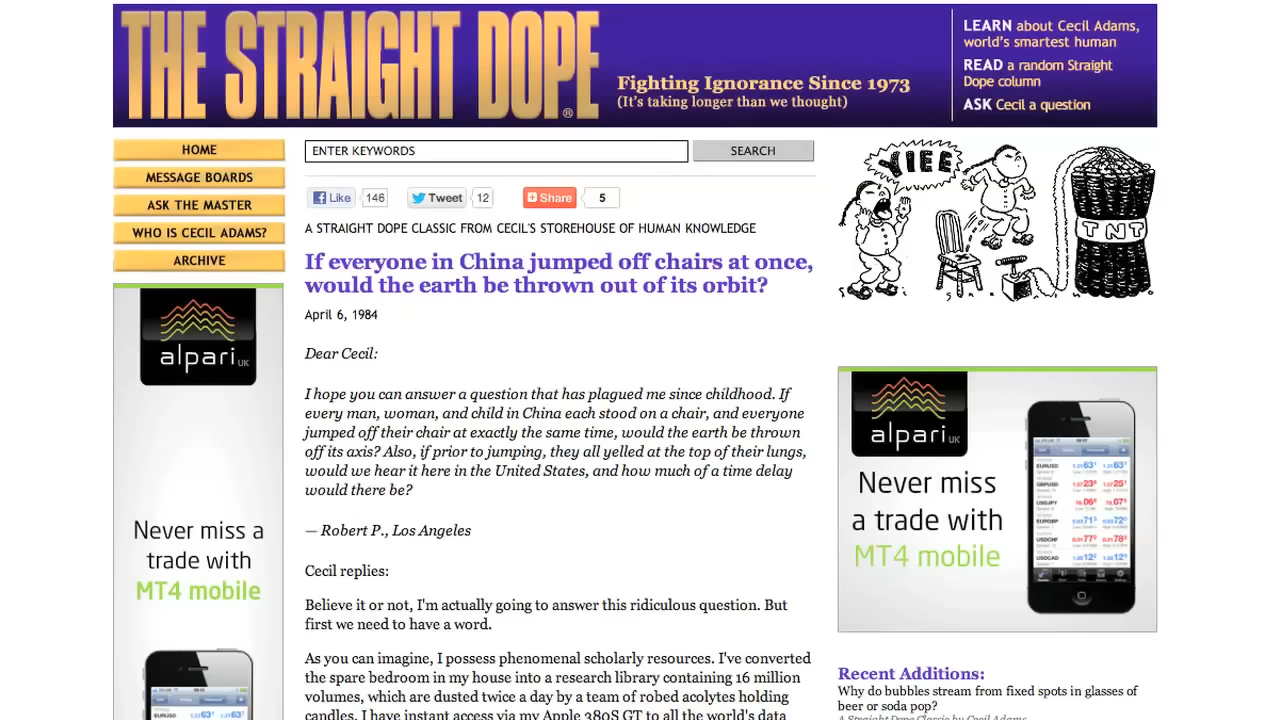 THE STRAIGHT DOPE®
Fighting Ignorance Since 1973
(It's taking longer than we thought)
LEARN about Cecil Adams,
world's smartest human
READ a random Straight
Dope column
ASK Cecil a question
HOME
MESSAGE BOARDS
ASK THE MASTER
WHO IS CECIL ADAMS?
ARCHIVE
alpari UK
Never miss a
trade with
MT4 mobile
ENTER KEYWORDS
SEARCH
Like 146
Tweet 12
Share 5
A STRAIGHT DOPE CLASSIC FROM CECIL'S STOREHOUSE OF HUMAN KNOWLEDGE
If everyone in China jumped off chairs at once,
would the earth be thrown out of its orbit?
April 6, 1984
Dear Cecil:
I hope you can answer a question that has plagued me since childhood. If
every man, woman, and child in China each stood on a chair, and everyone
jumped off their chair at exactly the same time, would the earth be thrown
off its axis? Also, if prior to jumping, they all yelled at the top of their lungs,
would we hear it here in the United States, and how much of a time delay
would there be?
— Robert P., Los Angeles
Cecil replies:
Believe it or not, I'm actually going to answer this ridiculous question. But
first we need to have a word.
As you can imagine, I possess phenomenal scholarly resources. I've converted
the spare bedroom in my house into a research library containing 16 million
volumes, which are dusted twice a day by a team of robed acolytes holding
candles. I have instant access via my Apple 380S GT to all the world's data
YIEE
TNT
alpari UK
Never miss
a trade with
MT4 mobile
EURUSD
GBPUSD
USDJPY
EURGBP
USDCHF
USDCAD
Recent Additions:
Why do bubbles stream from fixed spots in glasses of
beer or soda pop?
A Straight Dope Classic by Cecil Adams